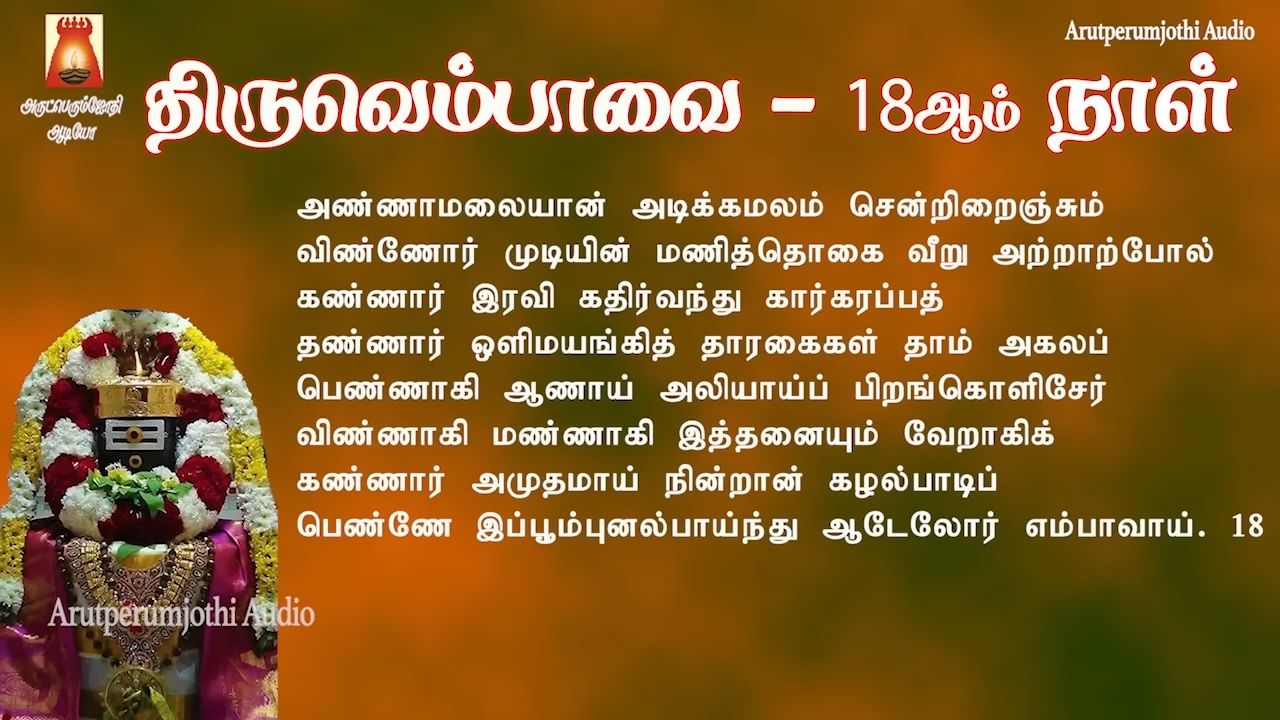 Arutperumjothi Audio
அருட்பெரும்ஜோதி
ஆடியோ
திருவெம்பாவை - 18ஆம் நாள்
அண்ணாமலையான் அடிக்கமலம் சென்றிறைஞ்சும்
விண்ணோர் முடியின் மணித்தொகை வீறு அற்றாற்போல்
கண்ணார் இரவி கதிர்வந்து கார்கரப்பத்
தண்ணார் ஒளிமயங்கித் தாரகைகள் தாம் அகலப்
பெண்ணாகி ஆணாய் அலியாய்ப் பிறங்கொளிசேர்
விண்ணாகி மண்ணாகி இத்தனையும் வேறாகிக்
கண்ணார் அமுதமாய் நின்றான் கழல்பாடிப்
பெண்ணே இப்பூம்புனல்பாய்ந்து ஆடேலோர் எம்பாவாய். 18
Arutperumjothi Audio